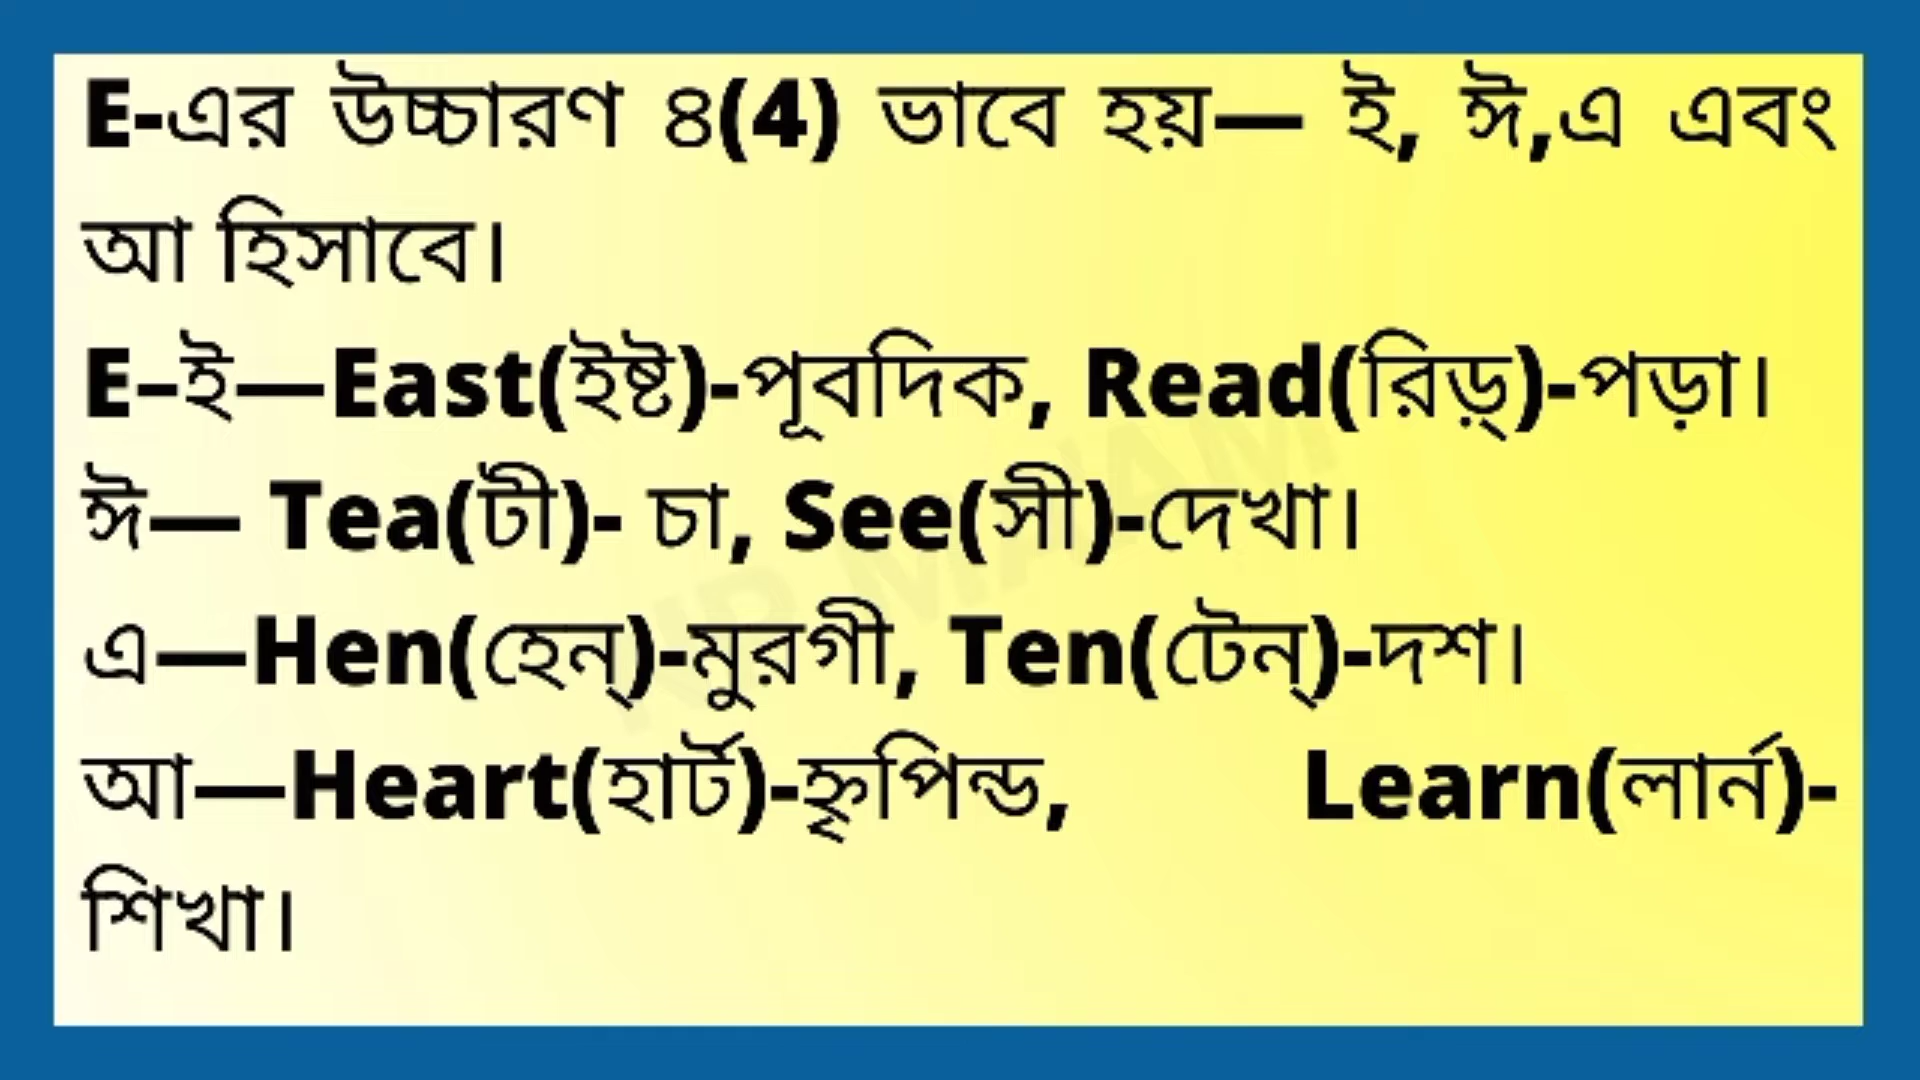 E-এর উচ্চারণ ৪(4) ভাবে হয়— ই, ঈ,এ এবং
আ হিসাবে।
E–ই—East(ইষ্ট)-পূবদিক, Read(রিড়্)-পড়া।
ঈ— Tea(টী)- চা, See(সী)-দেখা।
এ—Hen(হেন্)-মুরগী, Ten(টেন্)-দশ।
আ—Heart(হার্ট)-হৃৃপিন্ড, Learn(লার্ন)-
শিখা।